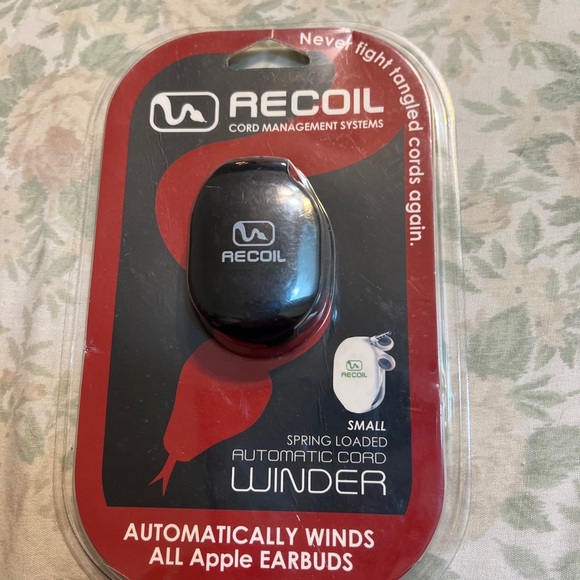 Never fight tangled cords again.
RECOIL
CORD MANAGEMENT SYSTEMS
RECOIL
RECOIL
SMALL
SPRING LOADED
AUTOMATIC CORD
WINDER
AUTOMATICALLY WINDS
ALL Apple EARBUDS